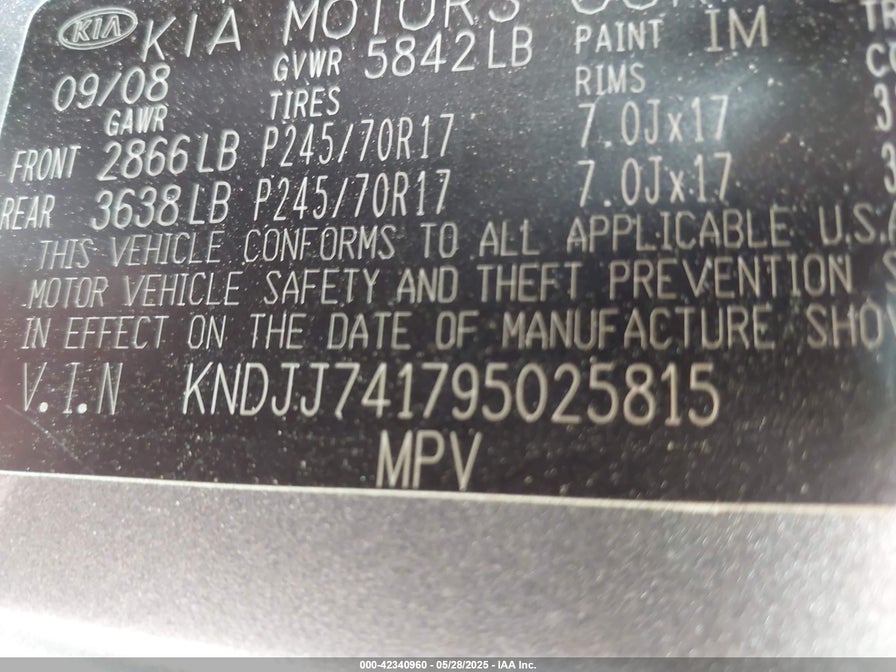 KIA KIA MOTORS
09/08 GVWR 5842LB PAINT IM
GAWR TIRES RIMS
FRONT 2866LB P245/70R17 7.0Jx17
REAR 3638LB P245/70R17 7.0Jx17
THIS VEHICLE CONFORMS TO ALL APPLICABLE U.S.
MOTOR VEHICLE SAFETY AND THEFT PREVENTION
IN EFFECT ON THE DATE OF MANUFACTURE SHO
V.I.N KNDJJ741795025815
MPV
000-42340960 - 05/28/2025 - IAA Inc.